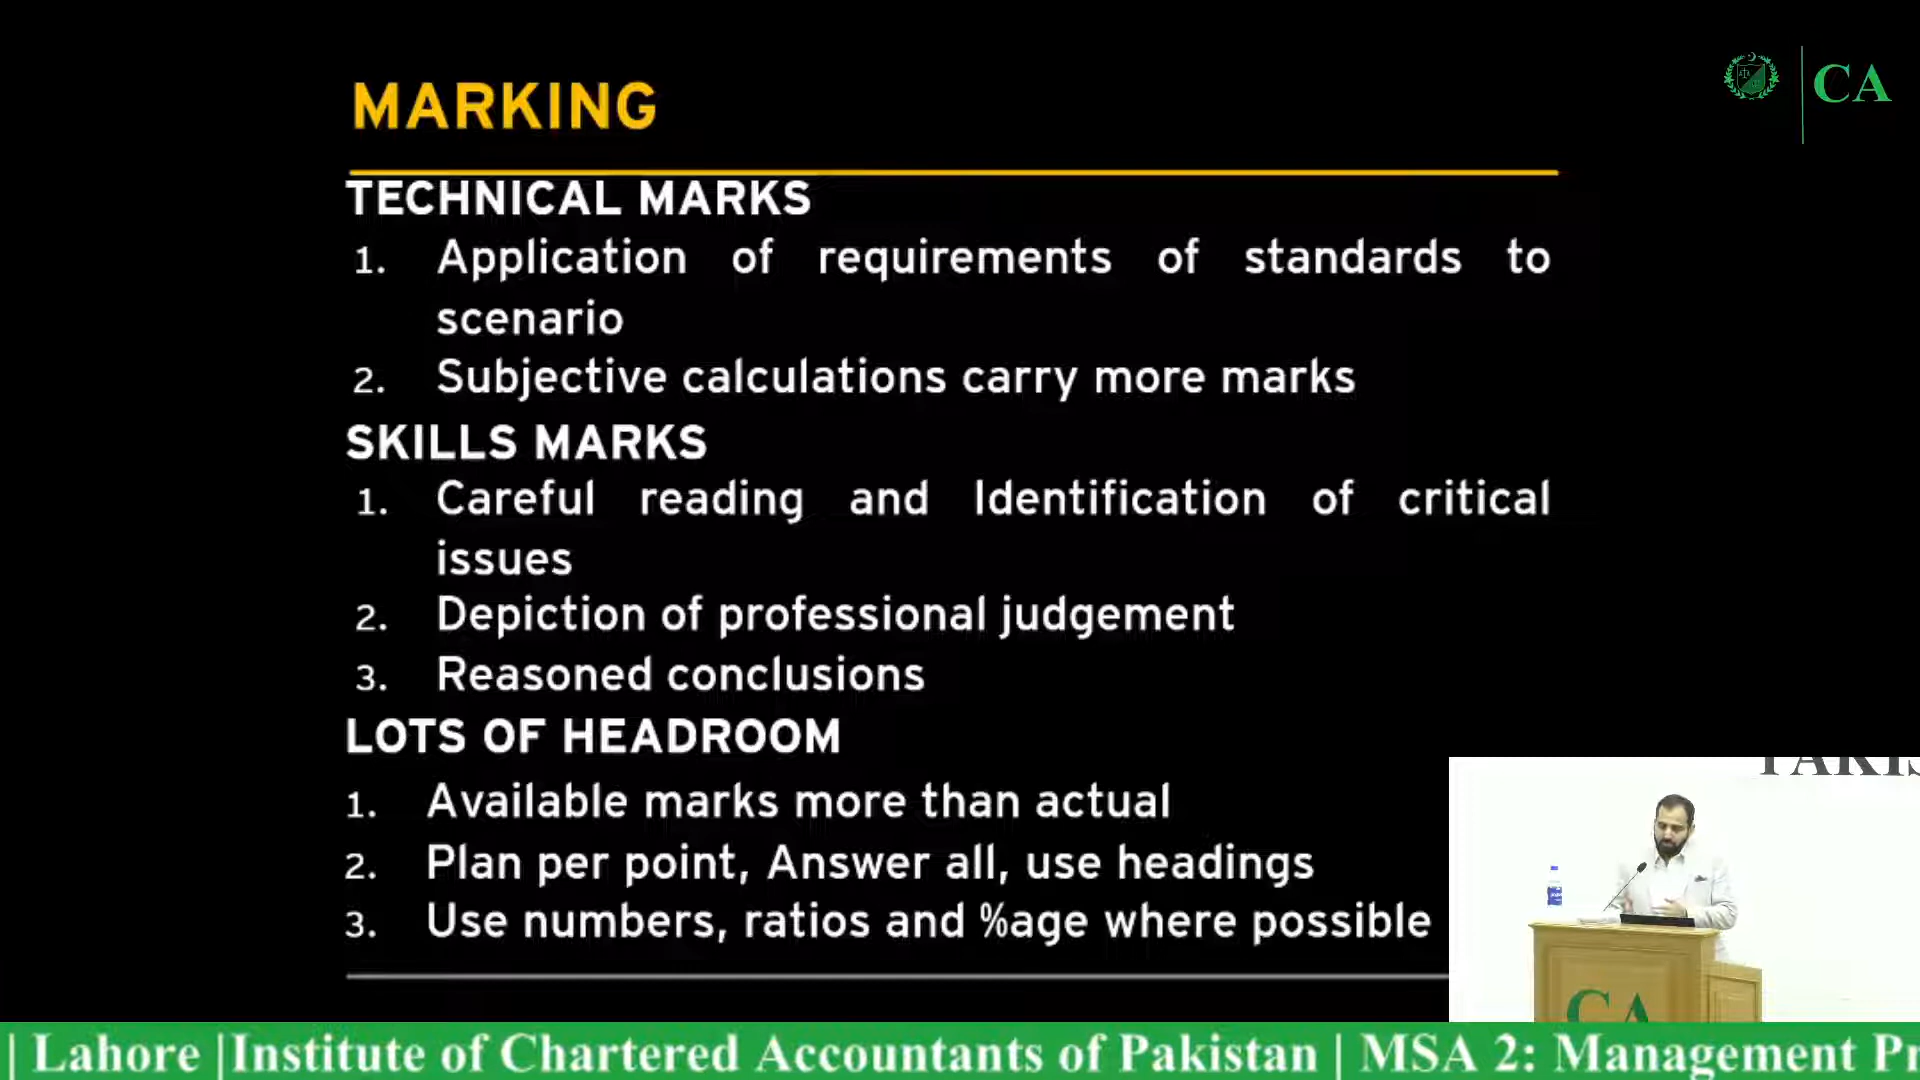 CA
MARKING
TECHNICAL MARKS
1. Application of requirements of standards to
scenario
2. Subjective calculations carry more marks
SKILLS MARKS
1. Careful reading and Identification of critical
issues
2. Depiction of professional judgement
3. Reasoned conclusions
LOTS OF HEADROOM
1. Available marks more than actual
2. Plan per point, Answer all, use headings
3. Use numbers, ratios and %age where possible
CA
| Lahore |Institute of Chartered Accountants of Pakistan | MSA 2: Management Pr